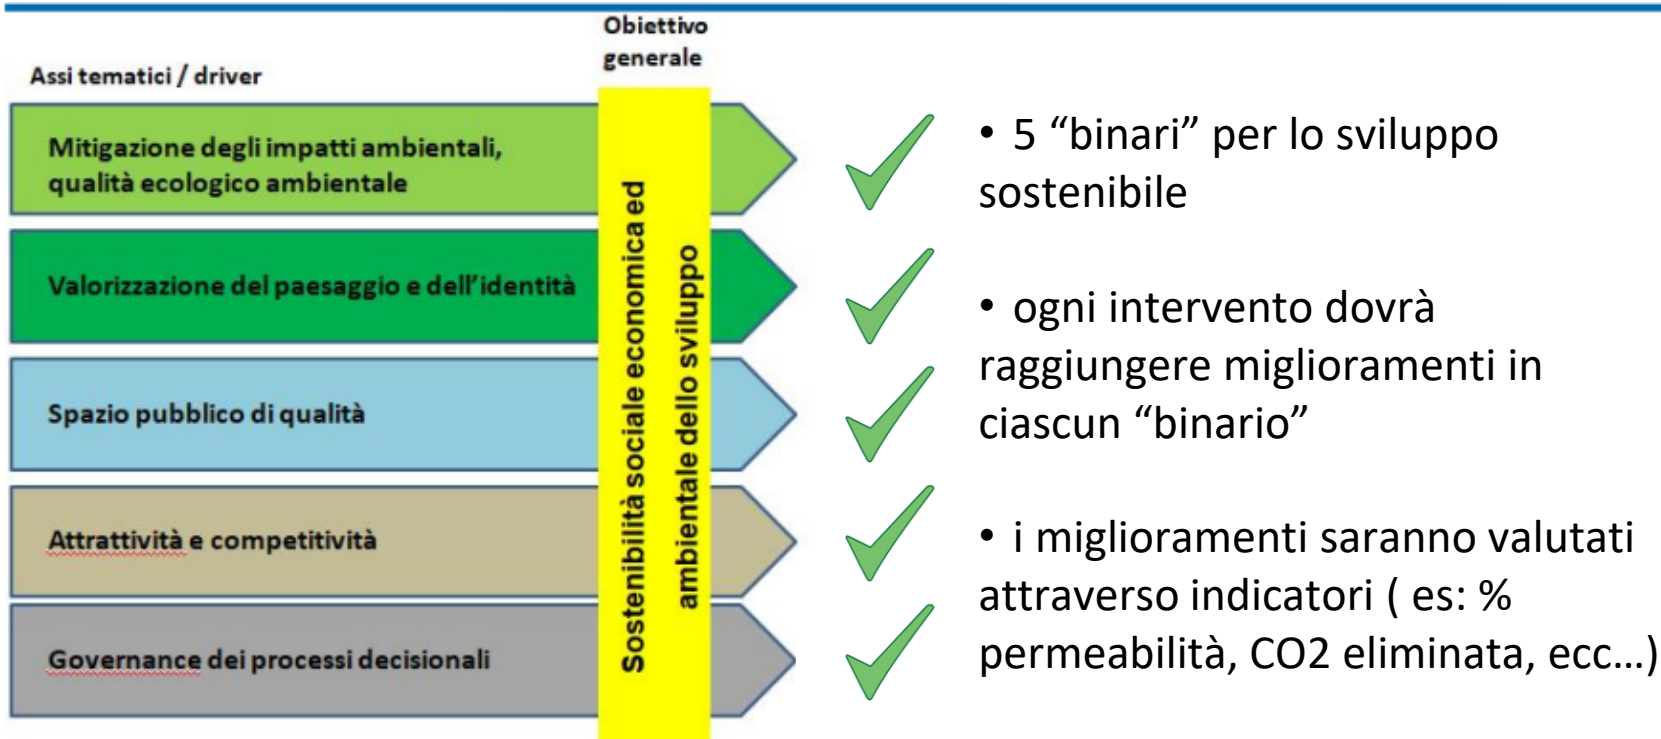 Obiettivo
generale
Assi tematici / driver
Mitigazione degli impatti ambientali,
qualità ecologico ambientale
Valorizzazione del paesaggio e dell'identità
Spazio pubblico di qualità
Attrattività e competitività
Governance dei processi decisionali
Sostenibilità sociale economica ed
ambientale dello sviluppo
• 5 “binari” per lo sviluppo
sostenibile
• ogni intervento dovrà
raggiungere miglioramenti in
ciascun “binario”
• i miglioramenti saranno valutati
attraverso indicatori ( es: %
permeabilità, CO2 eliminata, ecc...)